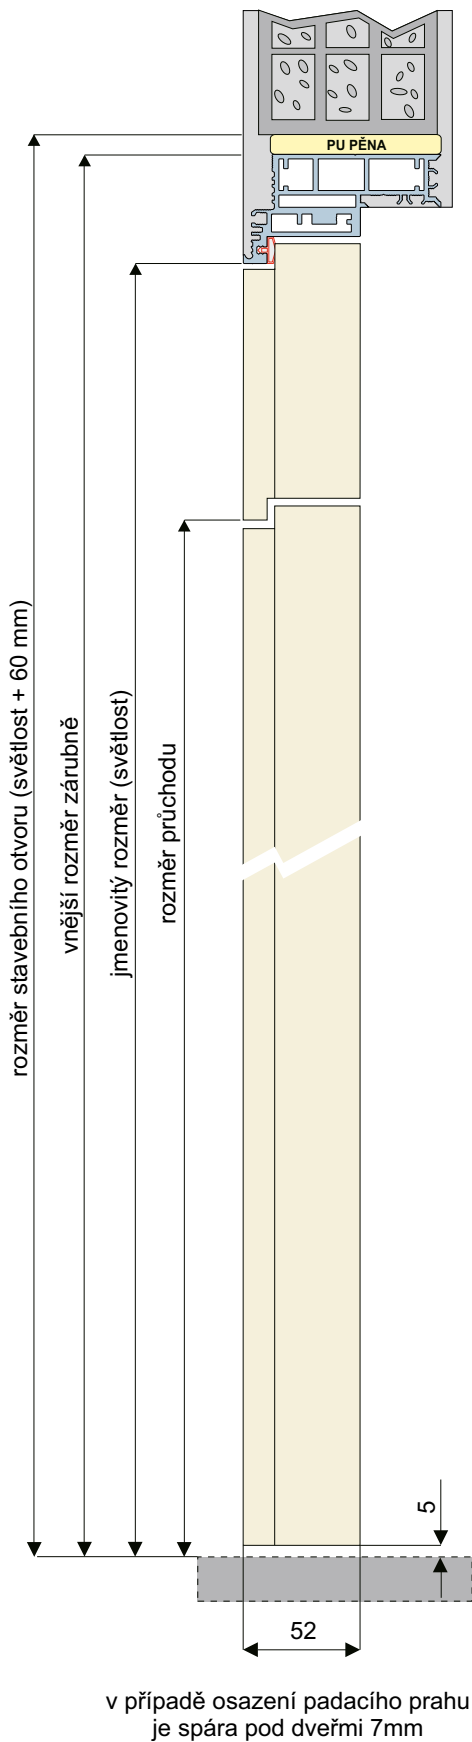 PU PĚNA
rozměr stavebního otvoru (světlost + 60 mm)
vnější rozměr zárubně
jmenovitý rozměr (světlost)
rozměr průchodu
5
52
v případě osazení padacího prahu
je spára pod dveřmi 7mm